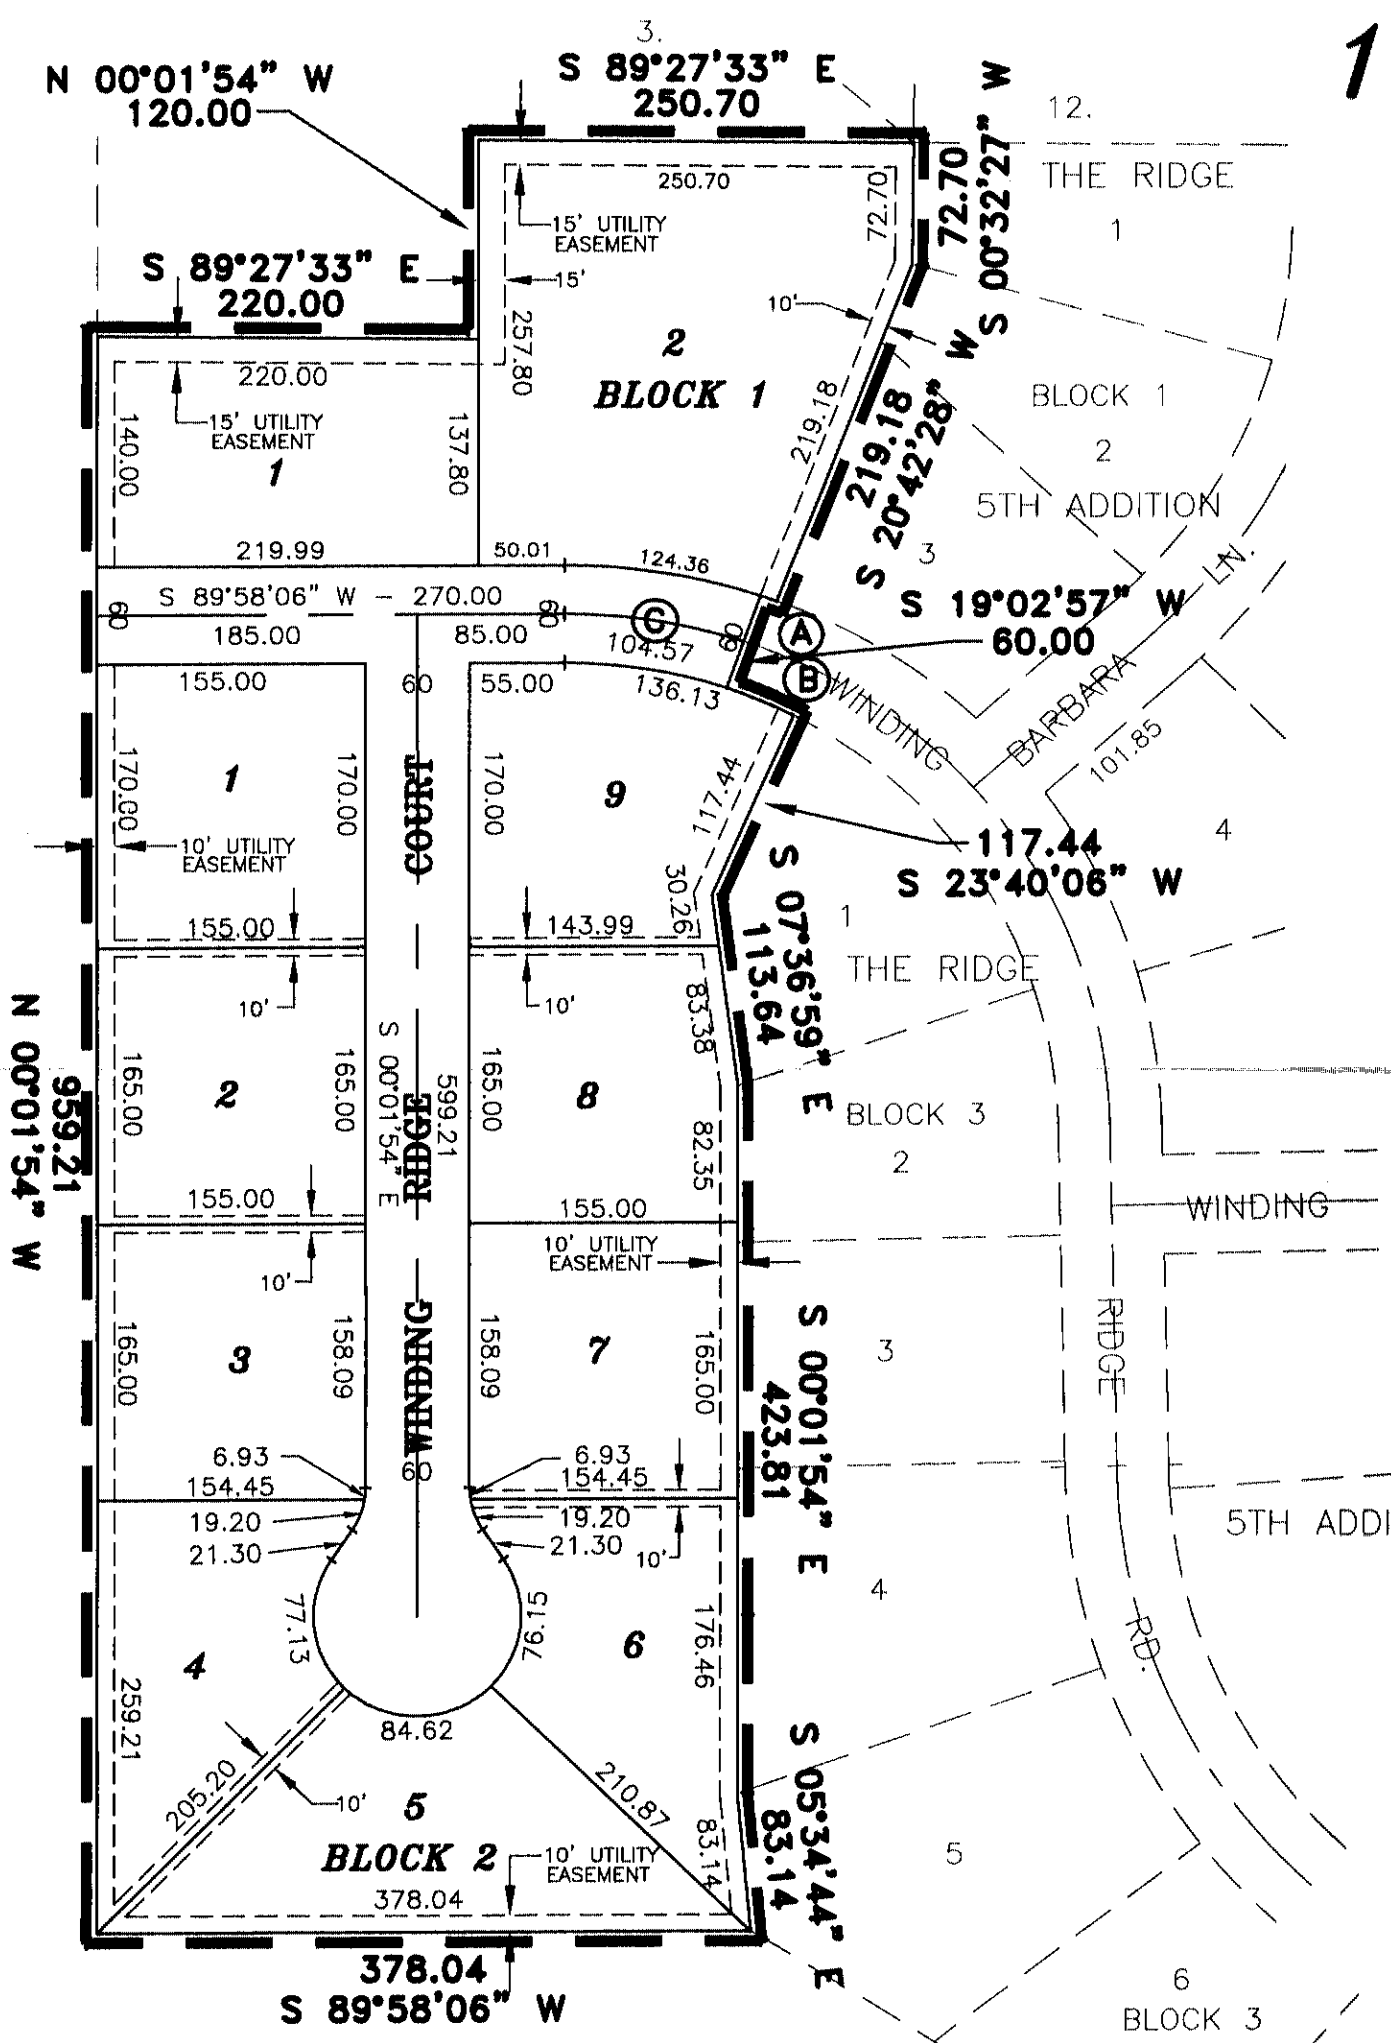 3.
1
N 00°01'54" W
120.00
S 89°27'33" E
250.70
12.
THE RIDGE
1
72.70
S 00°32'27" W
250.70
72.70
15' UTILITY
EASEMENT
15'
S 89°27'33" E
220.00
257.80
10'
2
BLOCK 1
219.18
219.18
S 20°42'28" W
BLOCK 1
2
5TH ADDITION
3
220.00
15' UTILITY
EASEMENT
140.00
137.80
1
219.99
50.01
124.36
S 89°58'06" W - 270.00
60
60
185.00
85.00
C
104.57
60
A
B
S 19°02'57" W
60.00
WINDING
BARBARA
LN.
101.85
155.00
60
55.00
136.13
170.00
1
170.00
COURT
170.00
9
117.44
30.26
117.44
S 23°40'06" W
4
10' UTILITY
EASEMENT
155.00
143.99
S 07°36'59" E
113.64
1
THE RIDGE
10'
10'
83.38
165.00
2
165.00
S 00°01'54" E
RIDGE
599.21
165.00
8
82.35
BLOCK 3
2
N 00°01'54" W
959.21
155.00
155.00
WINDING
10'
10' UTILITY
EASEMENT
165.00
3
158.09
WINDING
158.09
7
165.00
S 00°01'54" E
423.81
3
RIDGE
6.93
154.45
60
6.93
154.45
19.20
21.30
19.20
21.30
10'
5TH ADDI
4
77.13
76.15
6
176.46
RD.
4
259.21
84.62
205.20
10'
210.87
5
BLOCK 2
10' UTILITY
EASEMENT
83.14
S 05°34'44" E
83.14
5
378.04
378.04
S 89°58'06" W
6
BLOCK 3